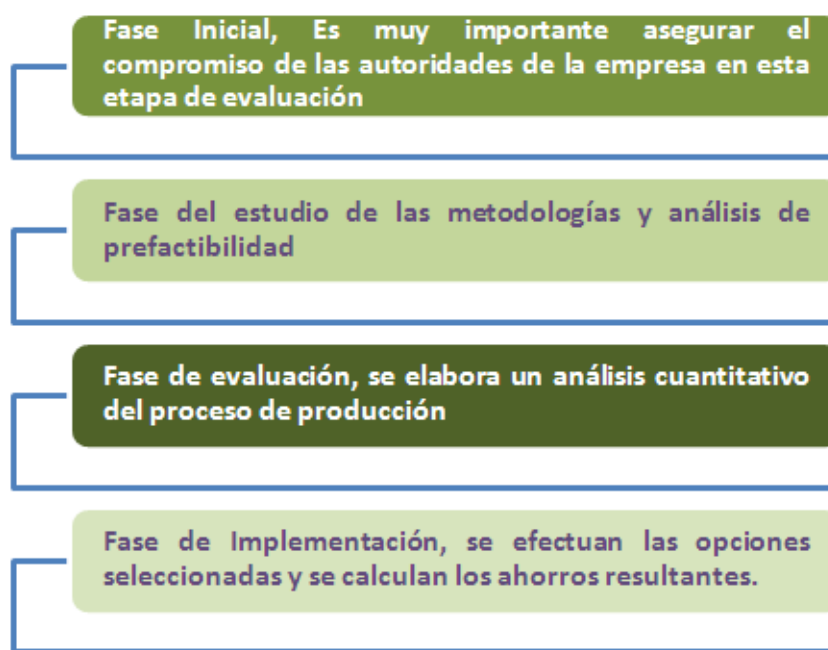 Fase Inicial, Es muy importante asegurar el
compromiso de las autoridades de la empresa en esta
etapa de evaluación
Fase del estudio de las metodologías y análisis de
prefactibilidad
Fase de evaluación, se elabora un análisis cuantitativo
del proceso de producción
Fase de Implementación, se efectuan las opciones
seleccionadas y se calculan los ahorros resultantes.